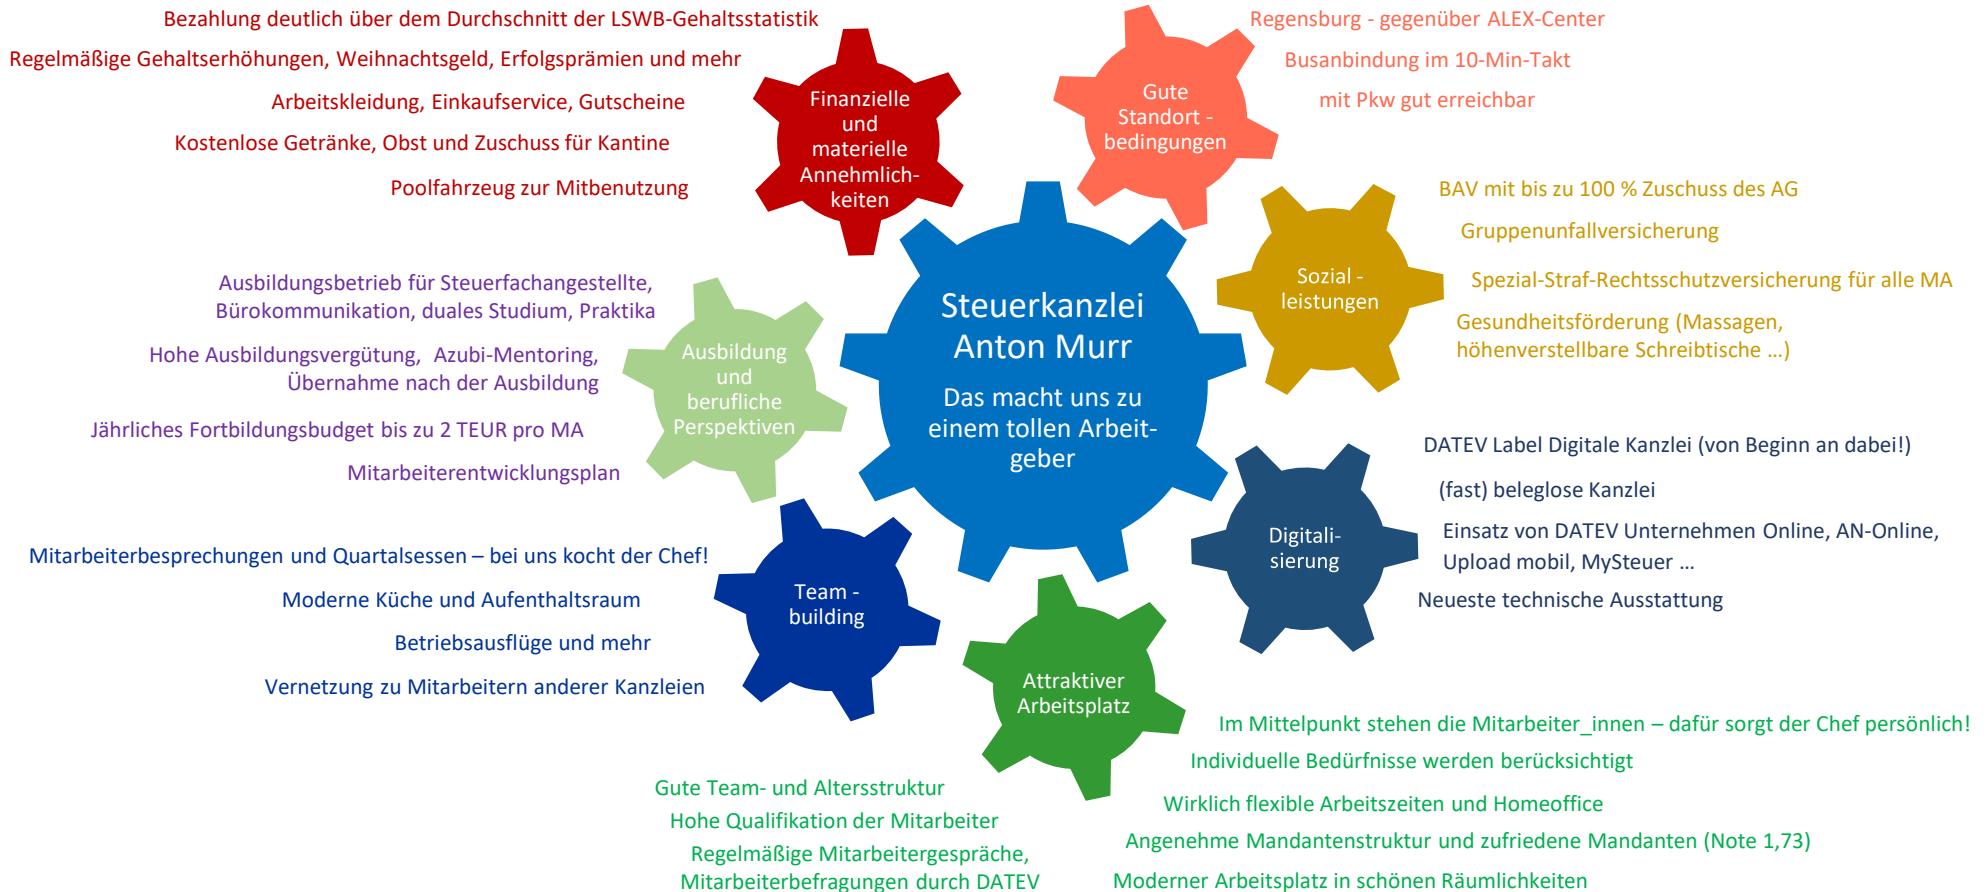 Bezahlung deutlich über dem Durchschnitt der LSWB-Gehaltsstatistik
Regelmäßige Gehaltserhöhungen, Weihnachtsgeld, Erfolgsprämien und mehr
Arbeitskleidung, Einkaufservice, Gutscheine
Kostenlose Getränke, Obst und Zuschuss für Kantine
Poolfahrzeug zur Mitbenutzung
Finanzielle
und
materielle
Annehmlich-
keiten
Gute
Standort -
bedingungen
Regensburg - gegenüber ALEX-Center
Busanbindung im 10-Min-Takt
mit Pkw gut erreichbar
Sozial -
leistungen
BAV mit bis zu 100 % Zuschuss des AG
Gruppenunfallversicherung
Spezial-Straf-Rechtsschutzversicherung für alle MA
Gesundheitsförderung (Massagen,
höhenverstellbare Schreibtische ...)
Steuerkanzlei
Anton Murr
Das macht uns zu
einem tollen Arbeit-
geber
Ausbildungsbetrieb für Steuerfachangestellte,
Bürokommunikation, duales Studium, Praktika
Hohe Ausbildungsvergütung, Azubi-Mentoring,
Übernahme nach der Ausbildung
Jährliches Fortbildungsbudget bis zu 2 TEUR pro MA
Mitarbeiterentwicklungsplan
Ausbildung
und
berufliche
Perspektiven
Digitali-
sierung
DATEV Label Digitale Kanzlei (von Beginn an dabei!)
(fast) beleglose Kanzlei
Einsatz von DATEV Unternehmen Online, AN-Online,
Upload mobil, MySteuer ...
Neueste technische Ausstattung
Mitarbeiterbesprechungen und Quartalsessen – bei uns kocht der Chef!
Moderne Küche und Aufenthaltsraum
Betriebsausflüge und mehr
Vernetzung zu Mitarbeitern anderer Kanzleien
Team -
building
Attraktiver
Arbeitsplatz
Gute Team- und Altersstruktur
Hohe Qualifikation der Mitarbeiter
Regelmäßige Mitarbeitergespräche,
Mitarbeiterbefragungen durch DATEV
Im Mittelpunkt stehen die Mitarbeiter_innen – dafür sorgt der Chef persönlich!
Individuelle Bedürfnisse werden berücksichtigt
Wirklich flexible Arbeitszeiten und Homeoffice
Angenehme Mandantenstruktur und zufriedene Mandanten (Note 1,73)
Moderner Arbeitsplatz in schönen Räumlichkeiten